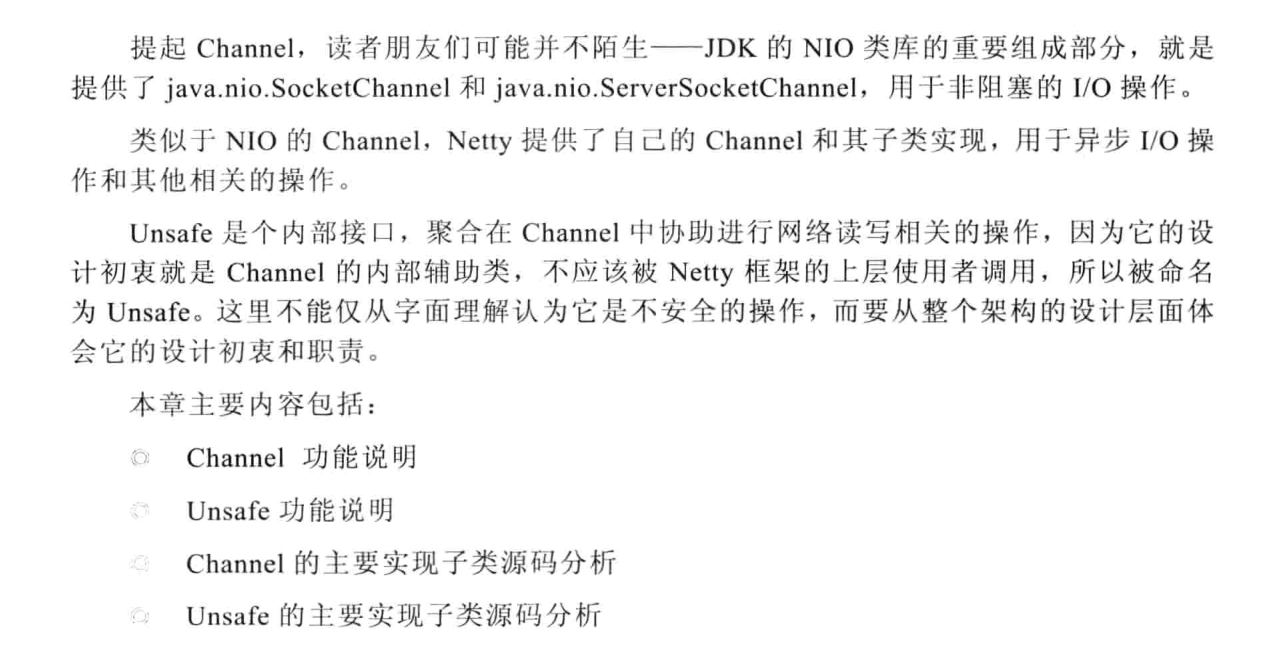 提起 Channel，读者朋友们可能并不陌生——JDK 的 NIO 类库的重要组成部分，就是
提供了 java.nio.SocketChannel 和 java.nio.ServerSocketChannel，用于非阻塞的 I/O 操作。
类似于 NIO 的 Channel，Netty 提供了自己的 Channel 和其子类实现，用于异步 I/O 操
作和其他相关的操作。
Unsafe 是个内部接口，聚合在 Channel 中协助进行网络读写相关的操作，因为它的设
计初衷就是 Channel 的内部辅助类，不应该被 Netty 框架的上层使用者调用，所以被命名
为 Unsafe。这里不能仅从字面理解认为它是不安全的操作，而要从整个架构的设计层面体
会它的设计初衷和职责。
本章主要内容包括：
Channel 功能说明
Unsafe 功能说明
Channel 的主要实现子类源码分析
Unsafe 的主要实现子类源码分析